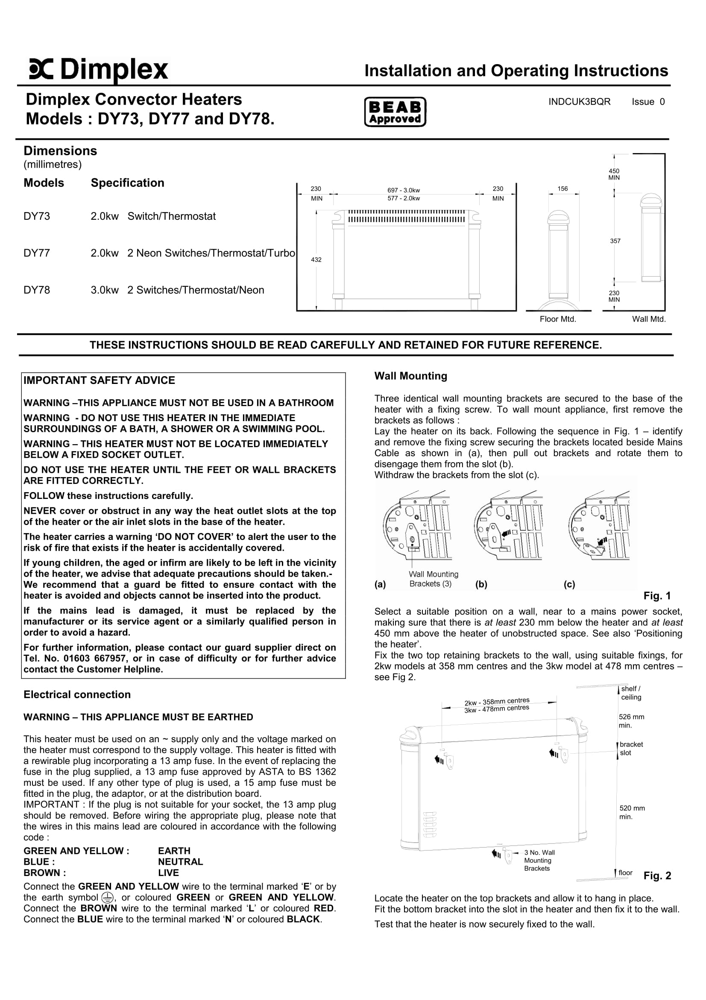 Dimplex
Installation and Operating Instructions
Dimplex Convector Heaters
Models : DY73, DY77 and DY78.
BEAB
Approved
INDCUK3BQR Issue 0
Dimensions
(millimetres)
Models Specification
DY73 2.0kw Switch/Thermostat
DY77 2.0kw 2 Neon Switches/Thermostat/Turbo
DY78 3.0kw 2 Switches/Thermostat/Neon
230
MIN
697 - 3.0kw
577 - 2.0kw
230
MIN
432
156
Floor Mtd.
450
MIN
357
230
MIN
Wall Mtd.
THESE INSTRUCTIONS SHOULD BE READ CAREFULLY AND RETAINED FOR FUTURE REFERENCE.
IMPORTANT SAFETY ADVICE
WARNING –THIS APPLIANCE MUST NOT BE USED IN A BATHROOM
WARNING - DO NOT USE THIS HEATER IN THE IMMEDIATE
SURROUNDINGS OF A BATH, A SHOWER OR A SWIMMING POOL.
WARNING – THIS HEATER MUST NOT BE LOCATED IMMEDIATELY
BELOW A FIXED SOCKET OUTLET.
DO NOT USE THE HEATER UNTIL THE FEET OR WALL BRACKETS
ARE FITTED CORRECTLY.
FOLLOW these instructions carefully.
NEVER cover or obstruct in any way the heat outlet slots at the top
of the heater or the air inlet slots in the base of the heater.
The heater carries a warning ‘DO NOT COVER’ to alert the user to the
risk of fire that exists if the heater is accidentally covered.
If young children, the aged or infirm are likely to be left in the vicinity
of the heater, we advise that adequate precautions should be taken.-
We recommend that a guard be fitted to ensure contact with the
heater is avoided and objects cannot be inserted into the product.
If the mains lead is damaged, it must be replaced by the
manufacturer or its service agent or a similarly qualified person in
order to avoid a hazard.
For further information, please contact our guard supplier direct on
Tel. No. 01603 667957, or in case of difficulty or for further advice
contact the Customer Helpline.
Electrical connection
WARNING – THIS APPLIANCE MUST BE EARTHED
This heater must be used on an ~ supply only and the voltage marked on
the heater must correspond to the supply voltage. This heater is fitted with
a rewirable plug incorporating a 13 amp fuse. In the event of replacing the
fuse in the plug supplied, a 13 amp fuse approved by ASTA to BS 1362
must be used. If any other type of plug is used, a 15 amp fuse must be
fitted in the plug, the adaptor, or at the distribution board.
IMPORTANT : If the plug is not suitable for your socket, the 13 amp plug
should be removed. Before wiring the appropriate plug, please note that
the wires in this mains lead are coloured in accordance with the following
code :
GREEN AND YELLOW : EARTH
BLUE : NEUTRAL
BROWN : LIVE
Connect the GREEN AND YELLOW wire to the terminal marked ‘E’ or by
the earth symbol , or coloured GREEN or GREEN AND YELLOW.
Connect the BROWN wire to the terminal marked ‘L’ or coloured RED.
Connect the BLUE wire to the terminal marked ‘N’ or coloured BLACK.
Wall Mounting
Three identical wall mounting brackets are secured to the base of the
heater with a fixing screw. To wall mount appliance, first remove the
brackets as follows :
Lay the heater on its back. Following the sequence in Fig. 1 – identify
and remove the fixing screw securing the brackets located beside Mains
Cable as shown in (a), then pull out brackets and rotate them to
disengage them from the slot (b).
Withdraw the brackets from the slot (c).
Wall Mounting
Brackets (3)
(a) (b) (c)
Fig. 1
Select a suitable position on a wall, near to a mains power socket,
making sure that there is at least 230 mm below the heater and at least
450 mm above the heater of unobstructed space. See also ‘Positioning
the heater’.
Fix the two top retaining brackets to the wall, using suitable fixings, for
2kw models at 358 mm centres and the 3kw model at 478 mm centres –
see Fig 2.
2kw - 358mm centres
3kw - 478mm centres
shelf /
ceiling
526 mm
min.
bracket
slot
520 mm
min.
3 No. Wall
Mounting
Brackets
floor
Fig. 2
Locate the heater on the top brackets and allow it to hang in place.
Fit the bottom bracket into the slot in the heater and then fix it to the wall.
Test that the heater is now securely fixed to the wall.